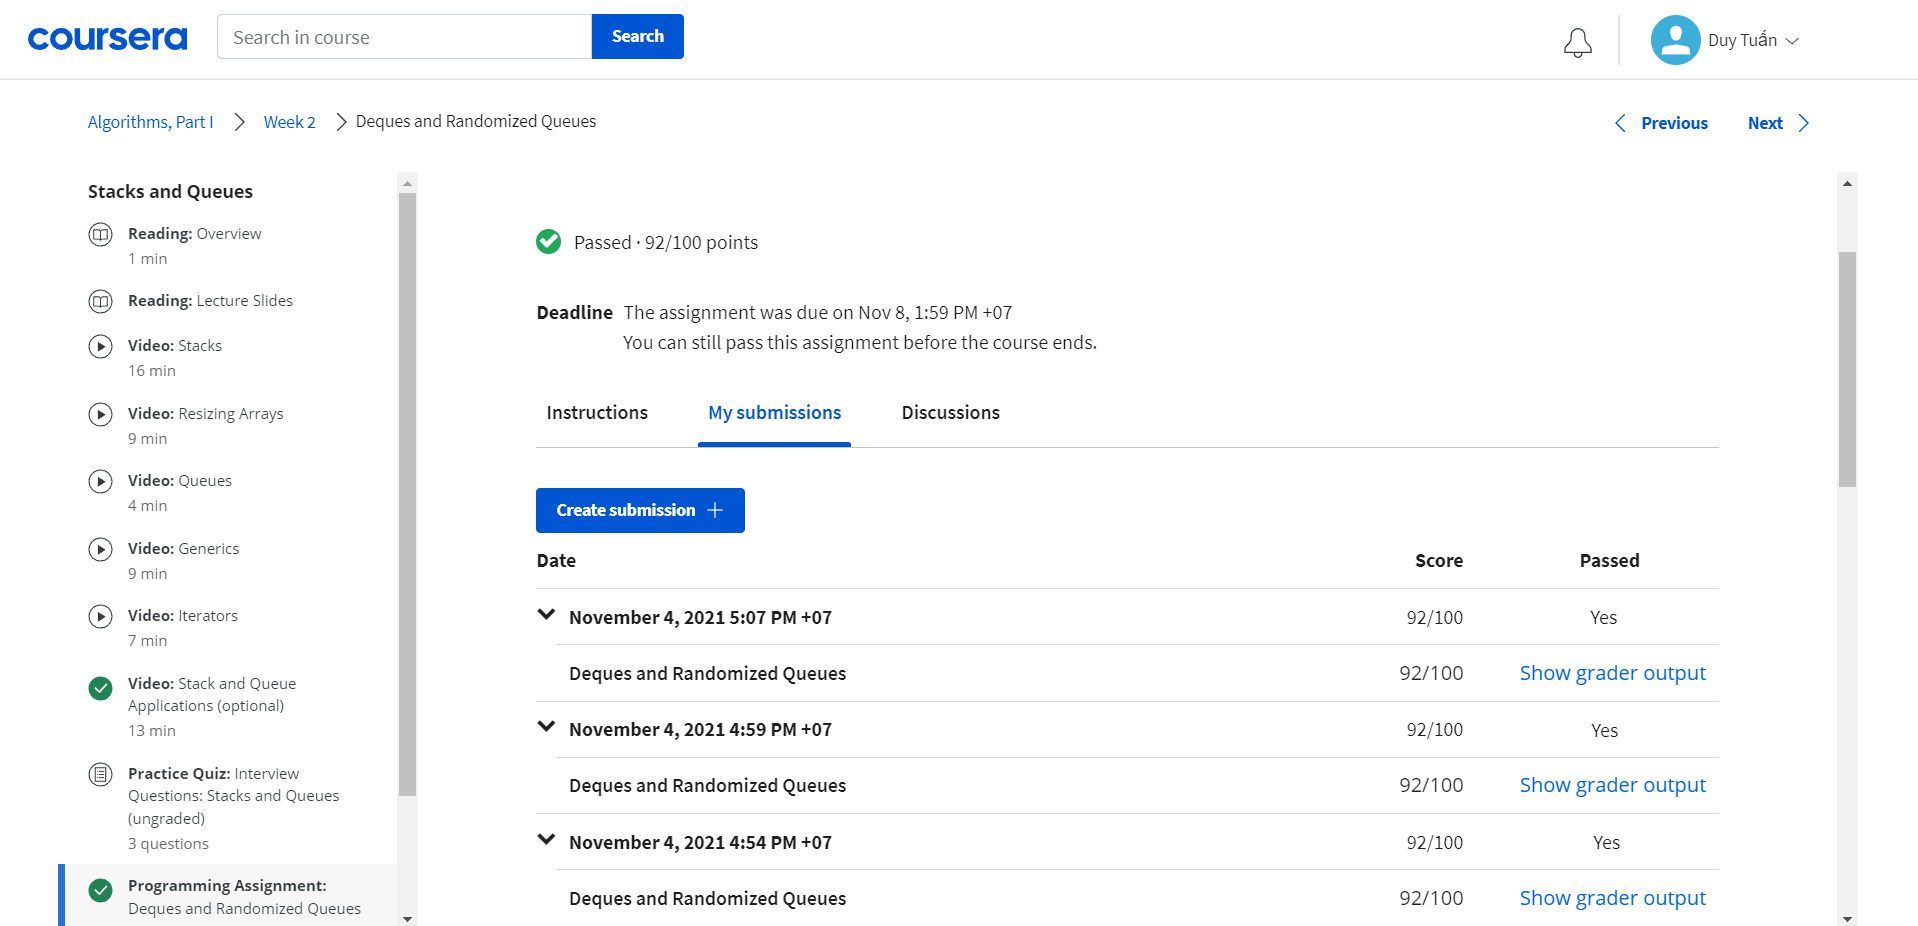 coursera
Search in course
Search
Duy Tuấn
Algorithms, Part I
Week 2
Deques and Randomized Queues
Previous
Next
Stacks and Queues
Reading: Overview
1 min
Reading: Lecture Slides
Video: Stacks
16 min
Video: Resizing Arrays
9 min
Video: Queues
4 min
Video: Generics
9 min
Video: Iterators
7 min
Video: Stack and Queue
Applications (optional)
13 min
Practice Quiz: Interview
Questions: Stacks and Queues
(ungraded)
3 questions
Programming Assignment:
Deques and Randomized Queues
Passed · 92/100 points
Deadline The assignment was due on Nov 8, 1:59 PM +07
You can still pass this assignment before the course ends.
Instructions My submissions Discussions
Create submission
Date Score Passed
November 4, 2021 5:07 PM +07 92/100 Yes
Deques and Randomized Queues 92/100 Show grader output
November 4, 2021 4:59 PM +07 92/100 Yes
Deques and Randomized Queues 92/100 Show grader output
November 4, 2021 4:54 PM +07 92/100 Yes
Deques and Randomized Queues 92/100 Show grader output